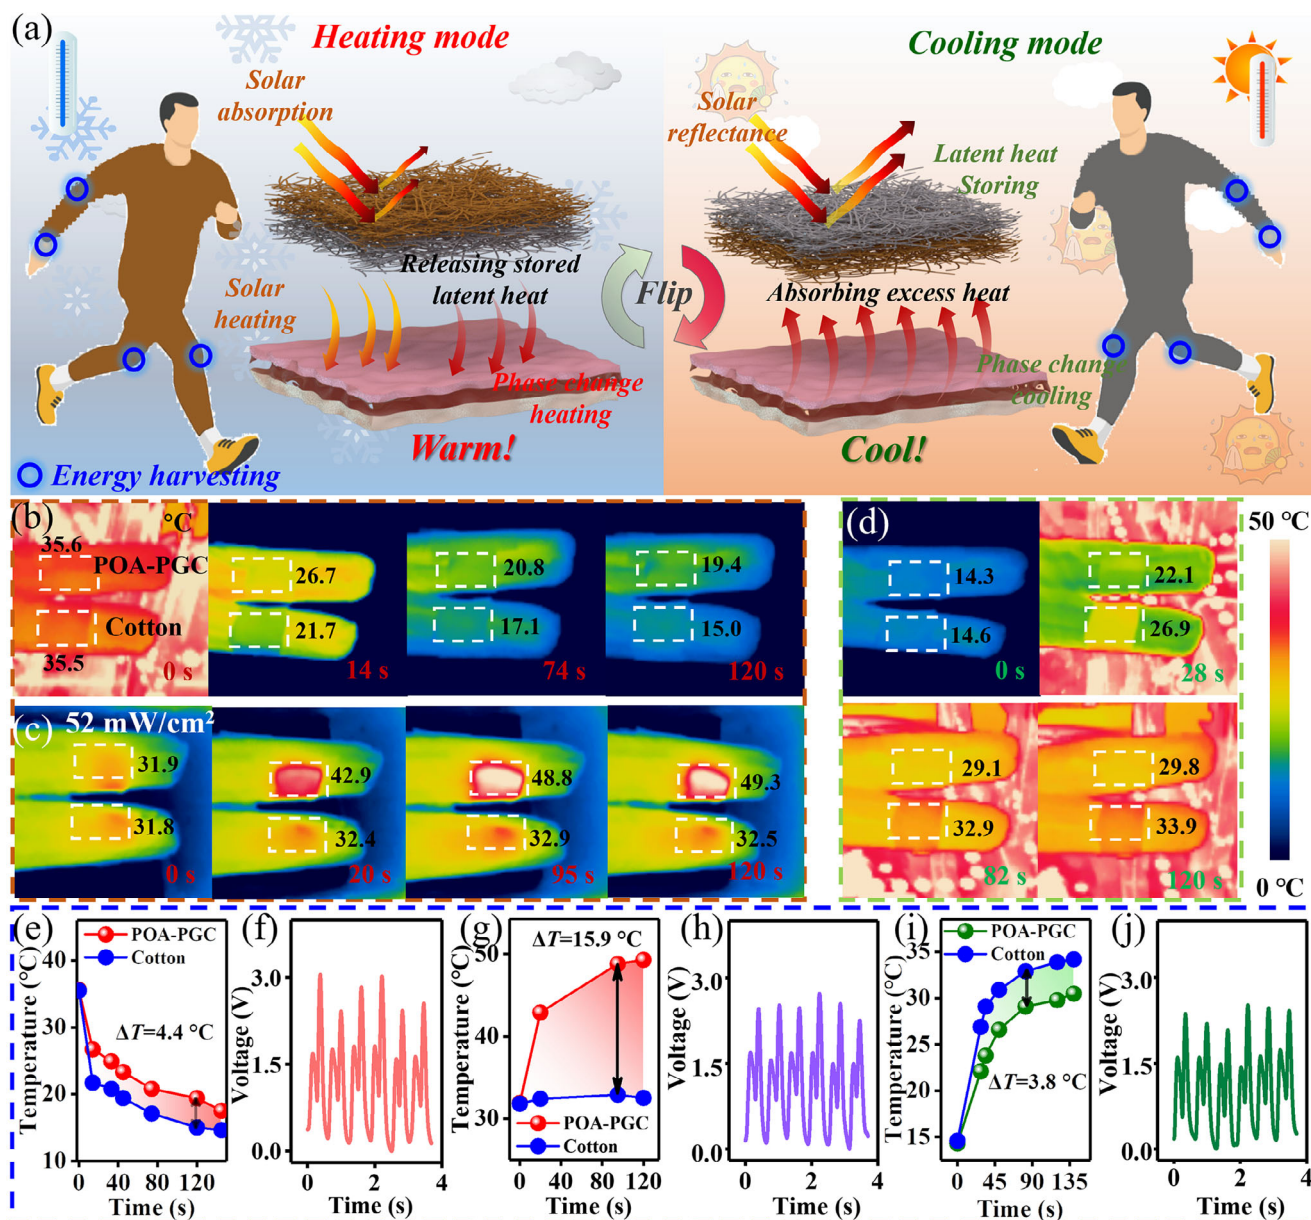 (a)
Heating mode
Cooling mode
Solar
absorption
Solar
reflectance
Latent heat
Storing
Releasing stored
latent heat
Flip
Absorbing excess heat
Solar
heating
Phase change
heating
Phase change
cooling
Warm!
Cool!
Energy harvesting
(b)
°C
35.6
POA-PGC
Cotton
35.5
0 s
26.7
21.7
14 s
20.8
17.1
74 s
19.4
15.0
120 s
(c)
52 mW/cm²
31.9
31.8
0 s
42.9
32.4
20 s
48.8
32.9
95 s
49.3
32.5
120 s
(d)
14.3
14.6
0 s
22.1
26.9
28 s
29.1
32.9
82 s
29.8
33.9
120 s
50 °C
0 °C
(e)
POA-PGC
Cotton
ΔT=4.4 °C
Temperature (°C)
40
30
20
10
0 40 80 120
Time (s)
(f)
Voltage (V)
3.0
1.5
0.0
0 2 4
Time (s)
(g)
ΔT=15.9 °C
POA-PGC
Cotton
Temperature (°C)
50
40
30
0 30 60 90 120
Time (s)
(h)
Voltage (V)
3.0
1.5
0.0
0 2 4
Time (s)
(i)
POA-PGC
Cotton
ΔT=3.8 °C
Temperature (°C)
35
30
25
20
15
0 45 90 135
Time (s)
(j)
Voltage (V)
3.0
1.5
0.0
0 2 4
Time (s)